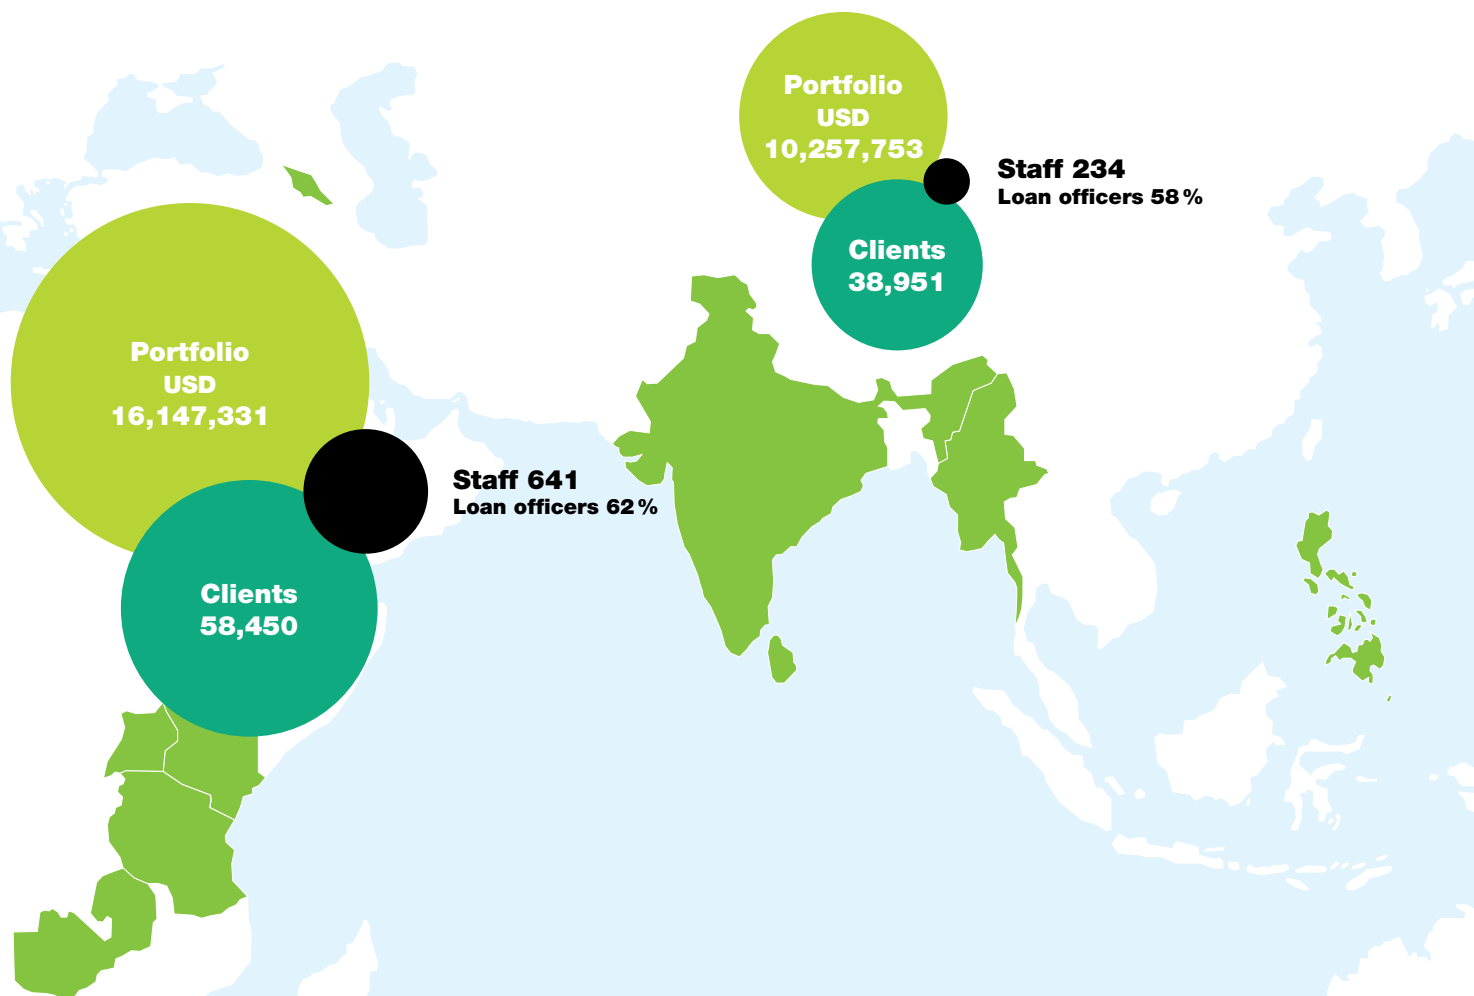 Portfolio
USD
10,257,753
Staff 234
Loan officers 58 %
Clients
38,951
Portfolio
USD
16,147,331
Staff 641
Loan officers 62 %
Clients
58,450